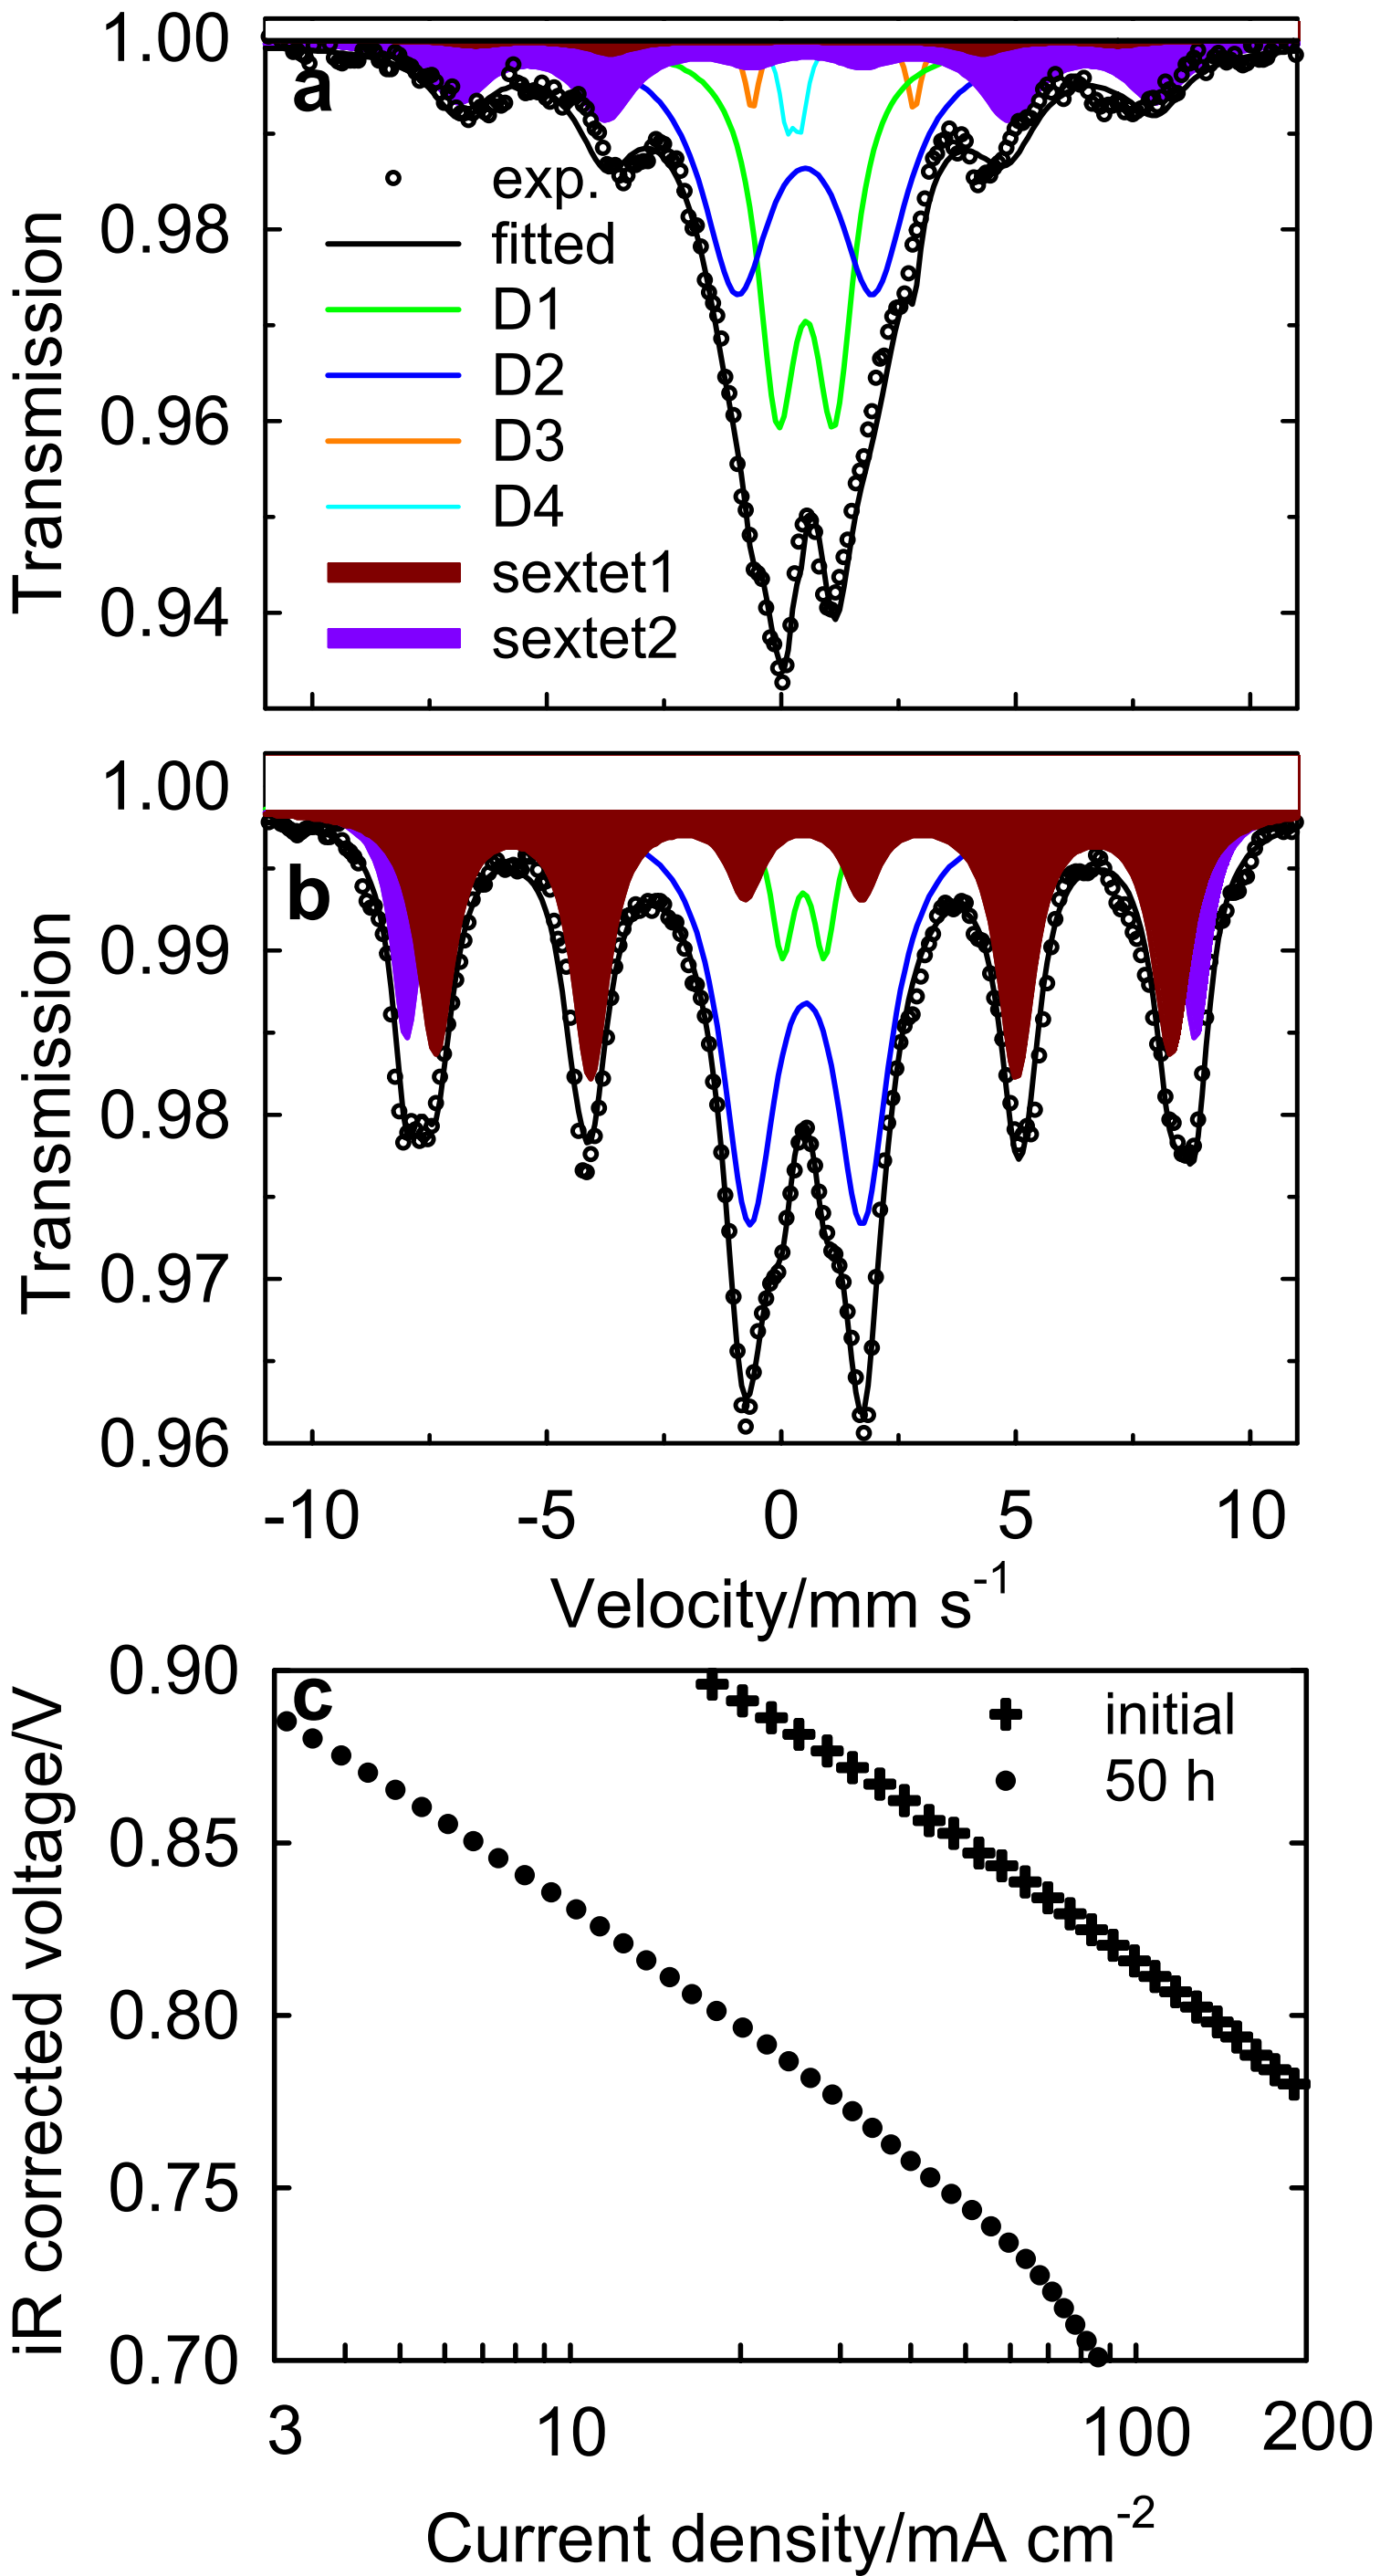 1.00
0.98
0.96
0.94
Transmission
a
exp.
fitted
D1
D2
D3
D4
sextet1
sextet2
1.00
0.99
0.98
0.97
0.96
Transmission
b
-10 -5 0 5 10
Velocity/mm s-1
0.90
0.85
0.80
0.75
0.70
iR corrected voltage/V
c
initial
50 h
3 10 100 200
Current density/mA cm-2